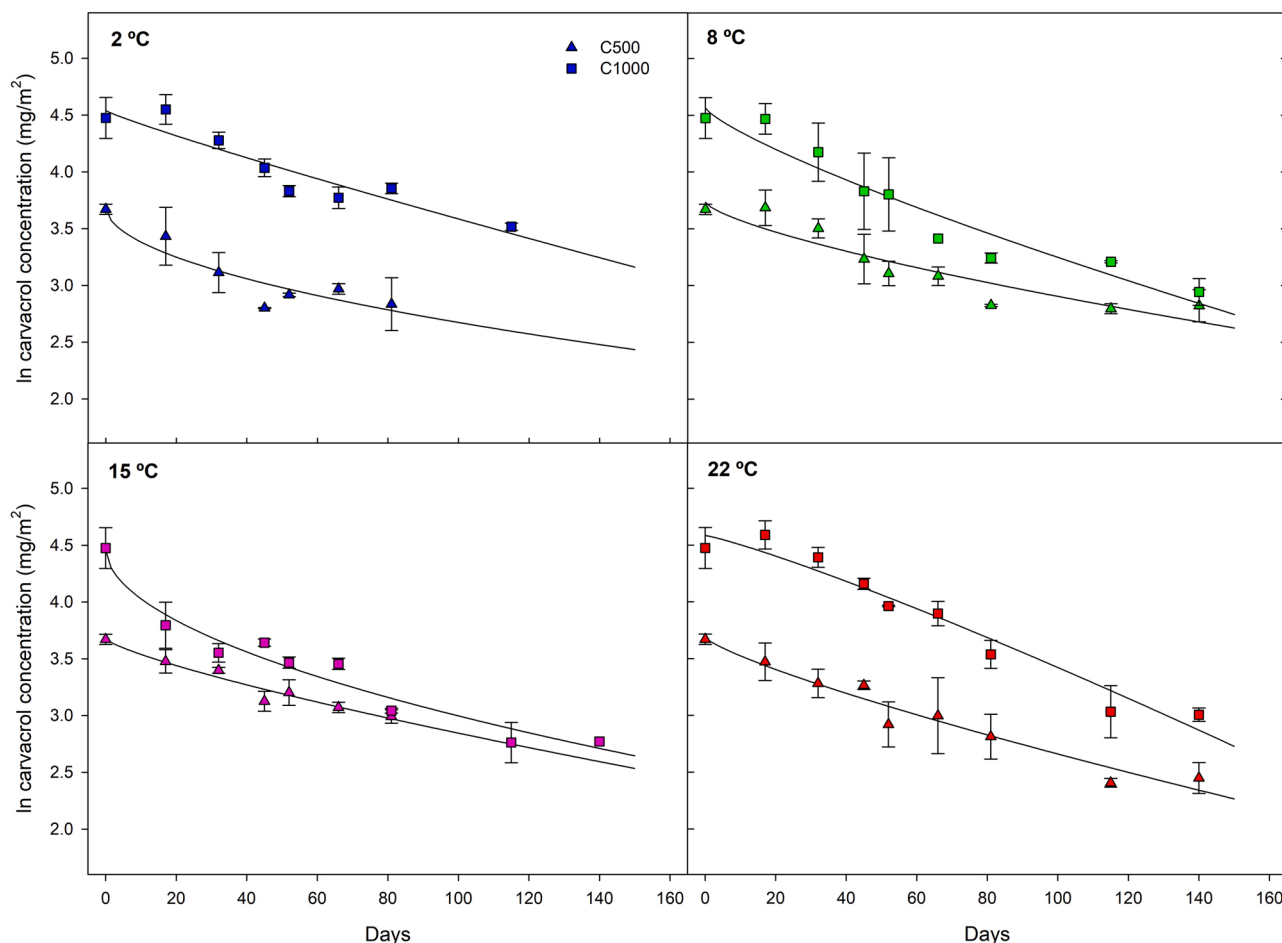 2 ºC
C500
C1000
8 ºC
ln carvacrol concentration (mg/m²)
5.0
4.5
4.0
3.5
3.0
2.5
2.0
15 ºC
22 ºC
ln carvacrol concentration (mg/m²)
5.0
4.5
4.0
3.5
3.0
2.5
2.0
0 20 40 60 80 100 120 140
0 20 40 60 80 100 120 140 160
Days
Days